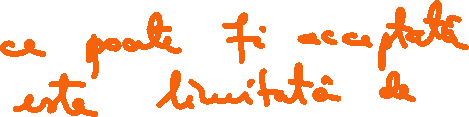 ce poate fi acceptată
este limitată de